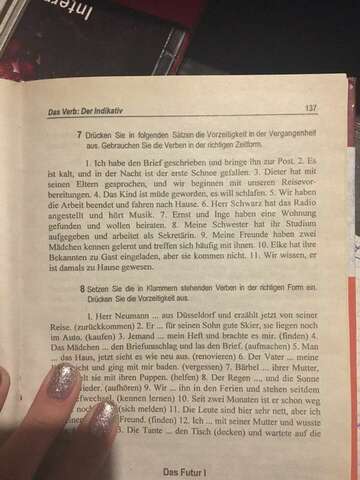 Das Verb: Der Indikativ 137
7 Drücken Sie in folgenden Sätzen die Vorzeitigkeit in der Vergangenheit
aus. Gebrauchen Sie die Verben in der richtigen Zeitform.
1. Ich habe den Brief geschrieben und bringe ihn zur Post. 2. Es
ist kalt, und in der Nacht ist der erste Schnee gefallen. 3. Dieter hat mit
seinen Eltern gesprochen, und wir beginnen mit unseren Reisevor-
bereitungen. 4. Das Kind ist müde geworden, es will schlafen. 5. Wir haben
die Arbeit beendet und fahren nach Hause. 6. Herr Schwarz hat das Radio
angestellt und hört Musik. 7. Ernst und Inge haben eine Wohnung
gefunden und wollen heiraten. 8. Meine Schwester hat ihr Studium
aufgegeben und arbeitet als Sekretärin. 9. Meine Freunde haben zwei
Mädchen kennen gelernt und treffen sich häufig mit ihnen. 10. Elke hat ihre
Bekannten zu Gast eingeladen, aber sie kommen nicht. 11. Wir wissen, er
ist damals zu Hause gewesen.
8 Setzen Sie die in Klammern stehenden Verben in der richtigen Form ein.
Drücken Sie die Vorzeitigkeit aus.
1. Herr Neumann ... aus Düsseldorf und erzählt jetzt von seiner
Reise. (zurückkommen) 2. Er ... für seinen Sohn gute Skier, sie liegen noch
im Auto. (kaufen) 3. Jemand ... mein Heft und brachte es mir. (finden) 4.
Das Mädchen ... den Briefumschlag und las den Brief. (aufmachen) 5. Man
... das Haus, jetzt sieht es wie neu aus. (renovieren) 6. Der Vater ... meine
icht und ging mit mir baden. (vergessen) 7. Bärbel ... ihrer Mutter,
lt sie mit ihren Puppen. (helfen) 8. Der Regen ..., und die Sonne
ieder. (aufhören) 9. Wir ... ihn in den Ferien und stehen seitdem
efwechsel. (kennen lernen) 10. Seit zwei Monaten ist er schon weg
noch (sich melden) 11. Die Leute sind hier sehr nett, aber ich
Freund. (finden) 12. Ich ... mit seiner Mutter und wusste
3. Die Tante ... den Tisch (decken) und wartete auf die
Das Futur I